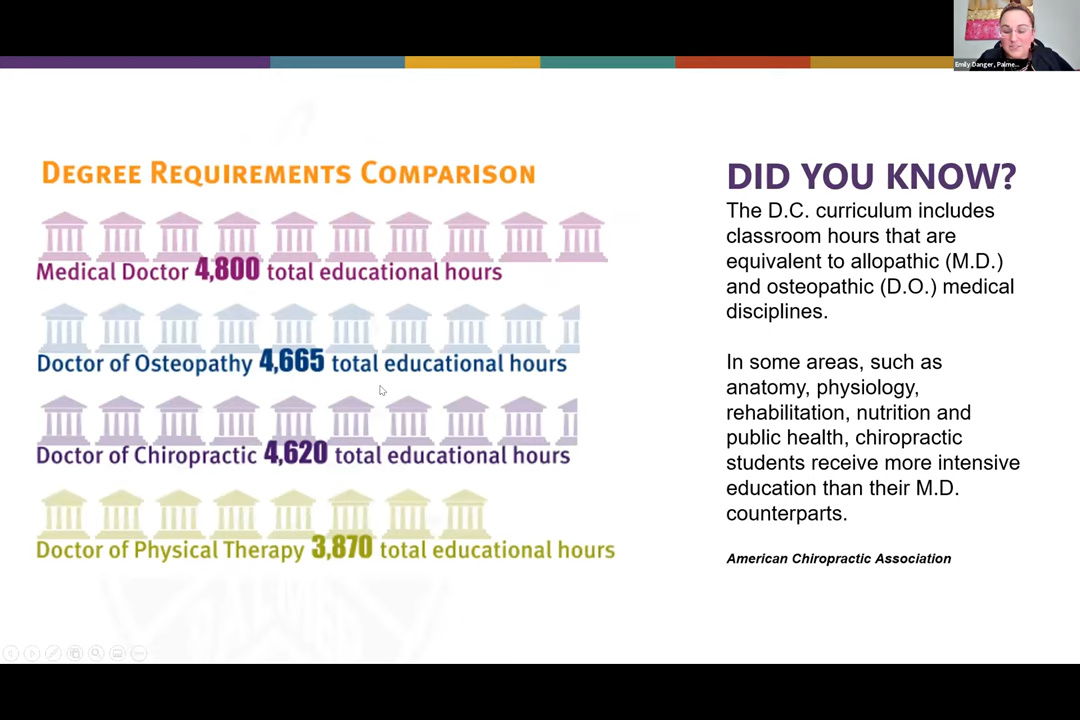 Emily Danger, Palme...
DEGREE REQUIREMENTS COMPARISON
Medical Doctor 4,800 total educational hours
Doctor of Osteopathy 4,665 total educational hours
Doctor of Chiropractic 4,620 total educational hours
Doctor of Physical Therapy 3,870 total educational hours
DID YOU KNOW?
The D.C. curriculum includes
classroom hours that are
equivalent to allopathic (M.D.)
and osteopathic (D.O.) medical
disciplines.
In some areas, such as
anatomy, physiology,
rehabilitation, nutrition and
public health, chiropractic
students receive more intensive
education than their M.D.
counterparts.
American Chiropractic Association